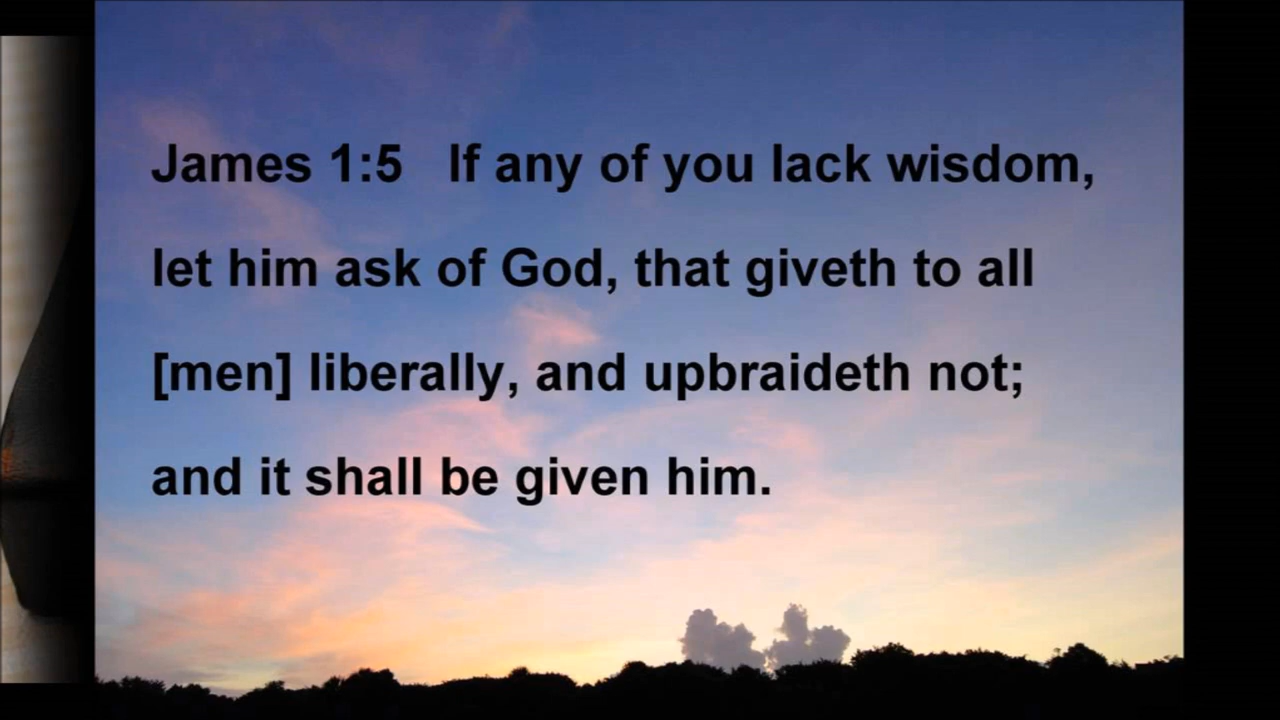 James 1:5   If any of you lack wisdom,
let him ask of God, that giveth to all
[men] liberally, and upbraideth not;
and it shall be given him.